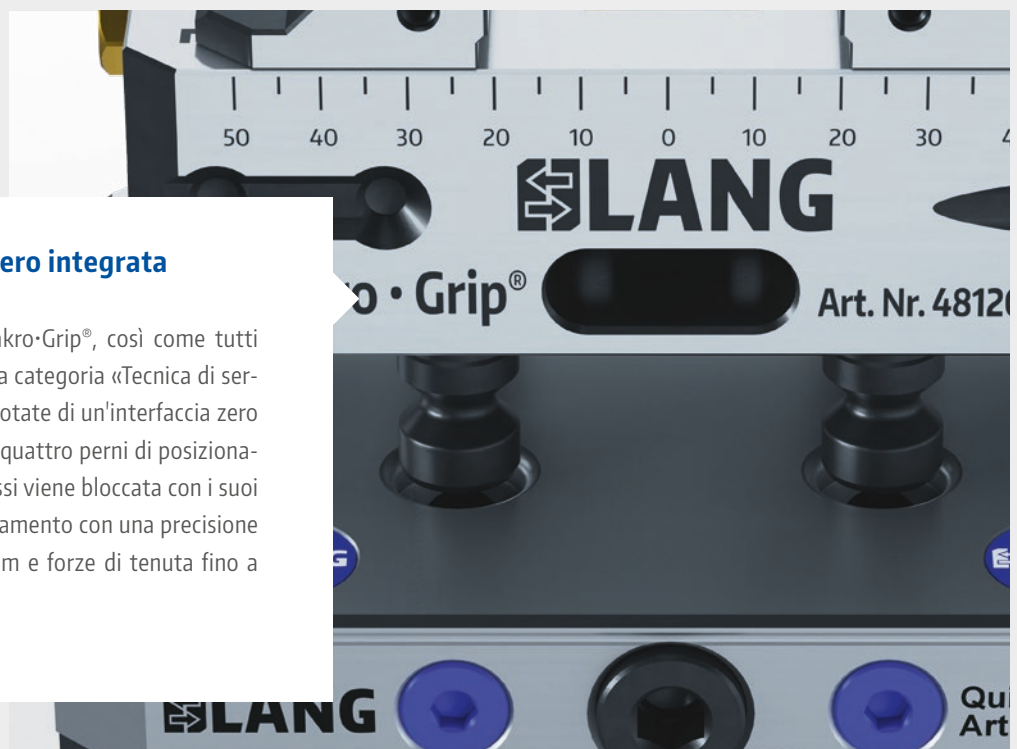 50 40 30 20 10 0 10 20 30 4
LANG
o · Grip®
Art. Nr. 48120
ero integrata
kro·Grip®, così come tutti
a categoria «Tecnica di ser-
otate di un'interfaccia zero
quattro perni di posiziona-
ssi viene bloccata con i suoi
amento con una precisione
m e forze di tenuta fino a
G
LANG
Qui
Art